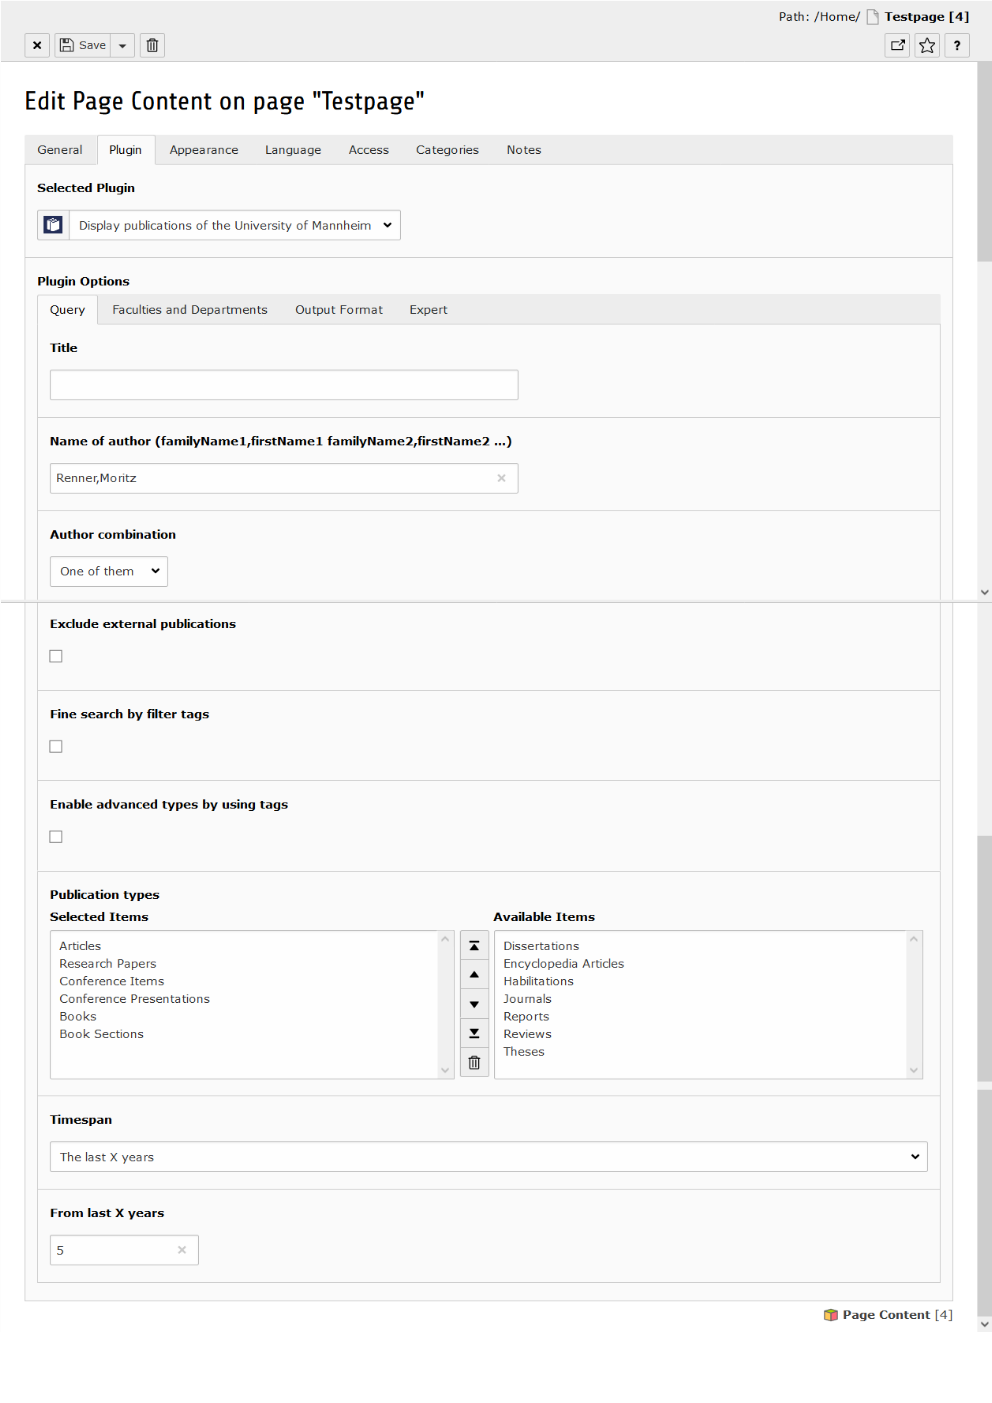 Path: /Home/ Testpage [4]
Save
?
Edit Page Content on page "Testpage"
General Plugin Appearance Language Access Categories Notes
Selected Plugin
Display publications of the University of Mannheim
Plugin Options
Query Faculties and Departments Output Format Expert
Title
Name of author (familyName1,firstName1 familyName2,firstName2 ...)
Renner,Moritz
Author combination
One of them
Exclude external publications
Fine search by filter tags
Enable advanced types by using tags
Publication types
Selected Items
Articles
Research Papers
Conference Items
Conference Presentations
Books
Book Sections
Available Items
Dissertations
Encyclopedia Articles
Habilitations
Journals
Reports
Reviews
Theses
Timespan
The last X years
From last X years
5
Page Content [4]